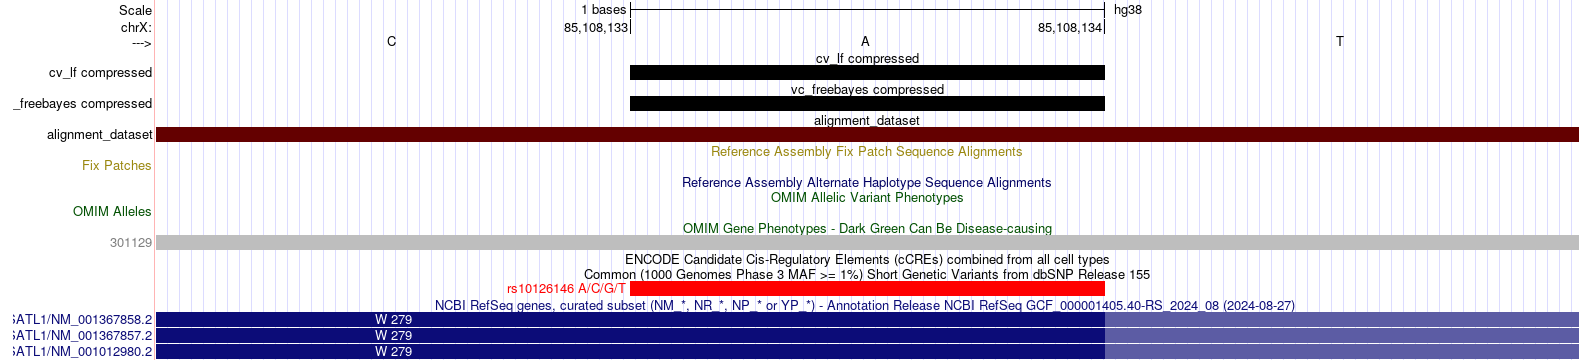 Scale 1 bases hg38
chrX: 85,108,133 85,108,134
---> C A T
cv_lf compressed
cv_lf compressed
vc_freebayes compressed
_freebayes compressed
alignment_dataset
alignment_dataset
Reference Assembly Fix Patch Sequence Alignments
Fix Patches
Reference Assembly Alternate Haplotype Sequence Alignments
OMIM Allelic Variant Phenotypes
OMIM Alleles
OMIM Gene Phenotypes - Dark Green Can Be Disease-causing
301129
ENCODE Candidate Cis-Regulatory Elements (cCREs) combined from all cell types
Common (1000 Genomes Phase 3 MAF >= 1%) Short Genetic Variants from dbSNP Release 155
rs10126146 A/C/G/T
NCBI RefSeq genes, curated subset (NM_*, NR_*, NP_* or YP_*) - Annotation Release NCBI RefSeq GCF_000001405.40-RS_2024_08 (2024-08-27)
SATL1/NM_001367858.2 W 279
SATL1/NM_001367857.2 W 279
SATL1/NM_001012980.2 W 279